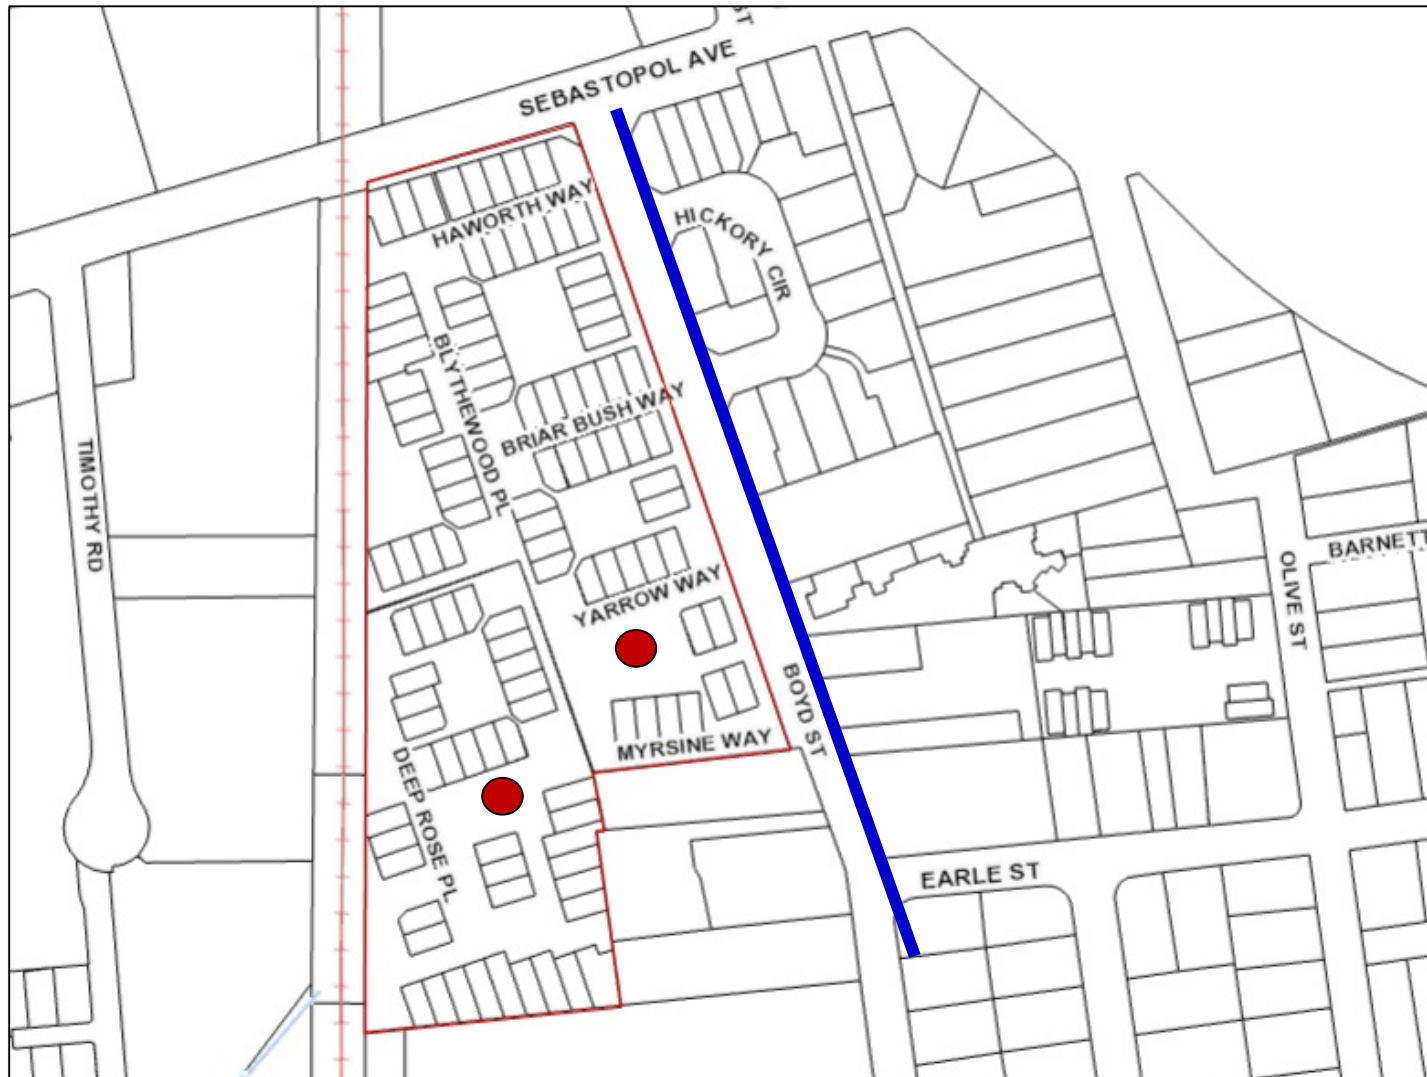 ST
SEBASTOPOL AVE
HAWORTH WAY
HICKORY CIR
BLYTHEWOOD PL
BRIAR BUSH WAY
TIMOTHY RD
YARROW WAY
BARNETT
OLIVE ST
BOYD ST
MYRSINE WAY
DEEP ROSE PL
EARLE ST